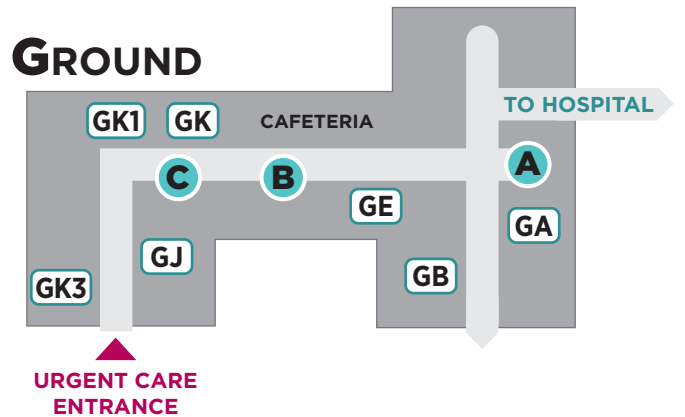 GROUND
TO HOSPITAL
GK1 GK CAFETERIA
A
C B
GE
GA
GJ
GB
GK3
URGENT CARE
ENTRANCE